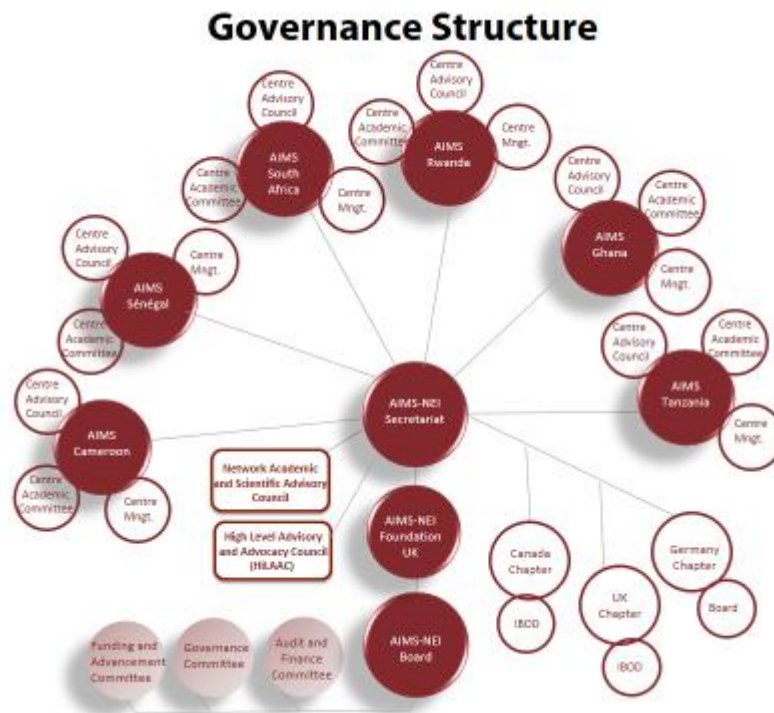 Governance Structure
Centre
Advisory
Council
Centre
Academic
Committee
Centre
Mngt.
AIMS
Rwanda
Centre
Advisory
Council
Centre
Academic
Committee
Centre
Mngt.
AIMS
South
Africa
Centre
Advisory
Council
Centre
Academic
Committee
Centre
Mngt.
AIMS
Ghana
Centre
Advisory
Council
Centre
Mngt.
Centre
Academic
Committee
AIMS
Sénégal
Centre
Advisory
Council
Centre
Academic
Committee
Centre
Mngt.
AIMS
Tanzania
Centre
Advisory
Council
Centre
Academic
Committee
Centre
Mngt.
AIMS
Cameroon
AIMS-NEI
Secretariat
Network Academic
and Scientific Advisory
Council
High Level Advisory
and Advocacy Council
(HiLAAC)
AIMS-NEI
Foundation
UK
Canada
Chapter
IBOD
UK
Chapter
IBOD
Germany
Chapter
Board
Funding and
Advancement
Committee
Governance
Committee
Audit and
Finance
Committee
AIMS-NEI
Board